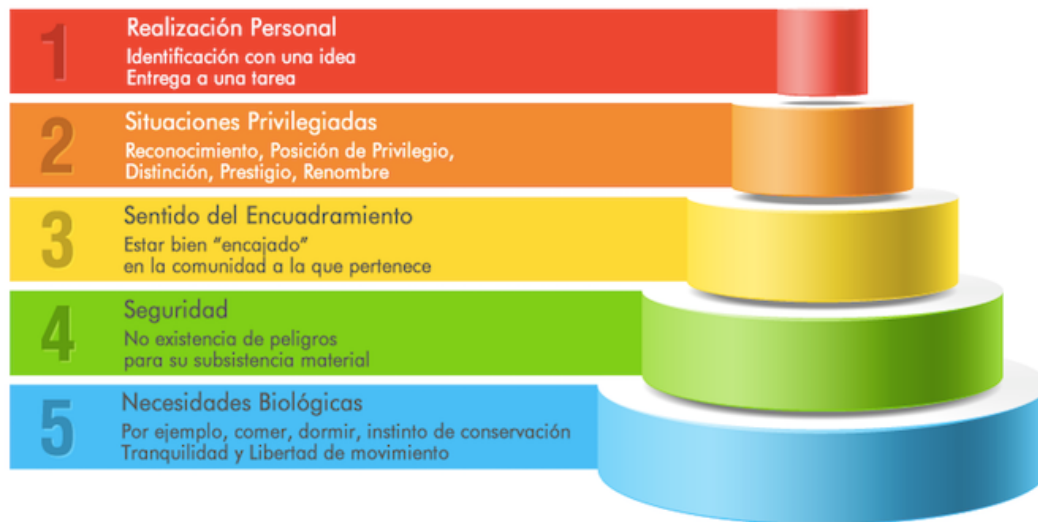 1
Realización Personal
Identificación con una idea
Entrega a una tarea
2
Situaciones Privilegiadas
Reconocimiento, Posición de Privilegio,
Distinción, Prestigio, Renombre
3
Sentido del Encuadramiento
Estar bien “encajado”
en la comunidad a la que pertenece
4
Seguridad
No existencia de peligros
para su subsistencia material
5
Necesidades Biológicas
Por ejemplo, comer, dormir, instinto de conservación
Tranquilidad y Libertad de movimiento